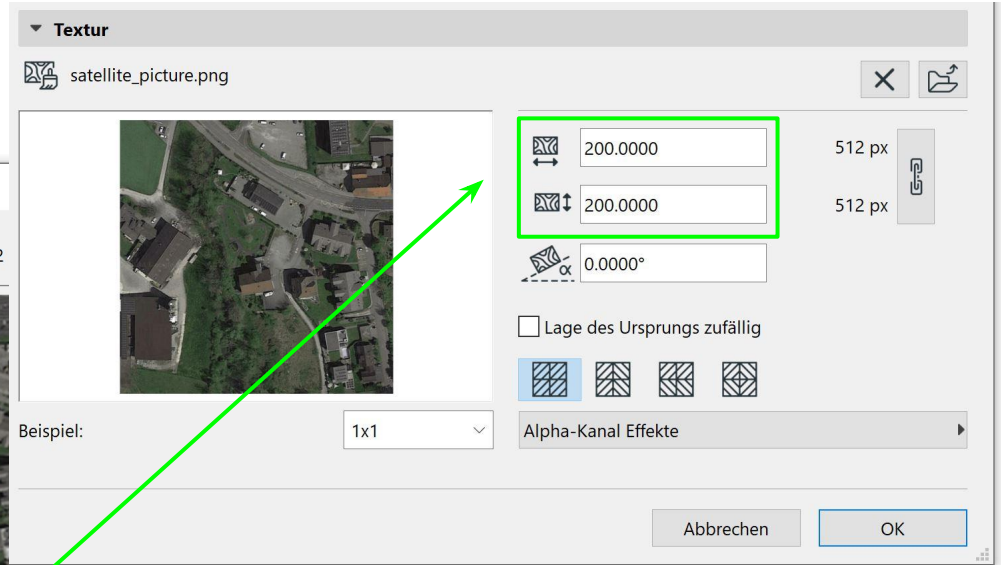 Textur
satellite_picture.png
200.0000
512 px
200.0000
512 px
α
0.0000°
Lage des Ursprungs zufällig
Beispiel:
1x1
Alpha-Kanal Effekte
Abbrechen
OK